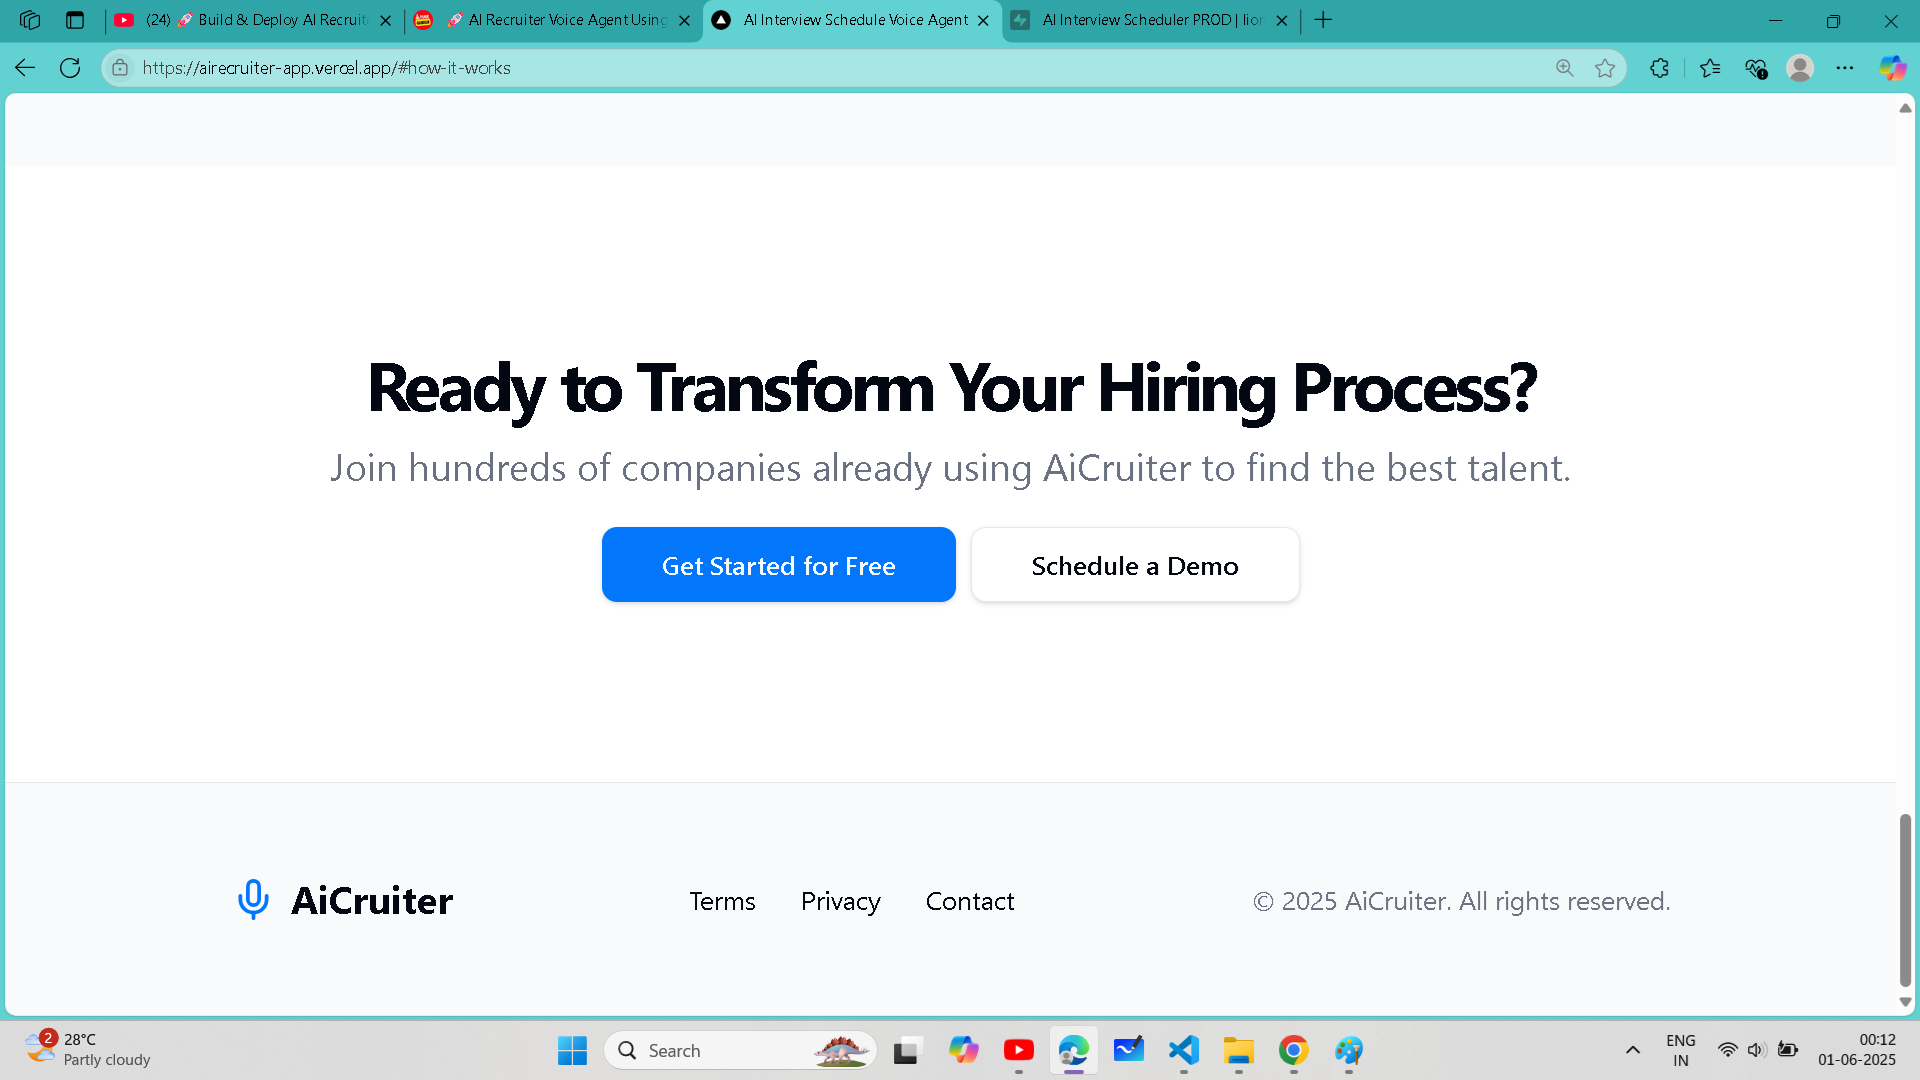 (24) 🚀 Build & Deploy AI Recruit
🚀 AI Recruiter Voice Agent Using
AI Interview Schedule Voice Agent
AI Interview Scheduler PROD | lior
https://airecruiter-app.vercel.app/#how-it-works
Ready to Transform Your Hiring Process?
Join hundreds of companies already using AiCruiter to find the best talent.
Get Started for Free
Schedule a Demo
AiCruiter
Terms
Privacy
Contact
© 2025 AiCruiter. All rights reserved.
2
28°C
Partly cloudy
Search
ENG
IN
00:12
01-06-2025